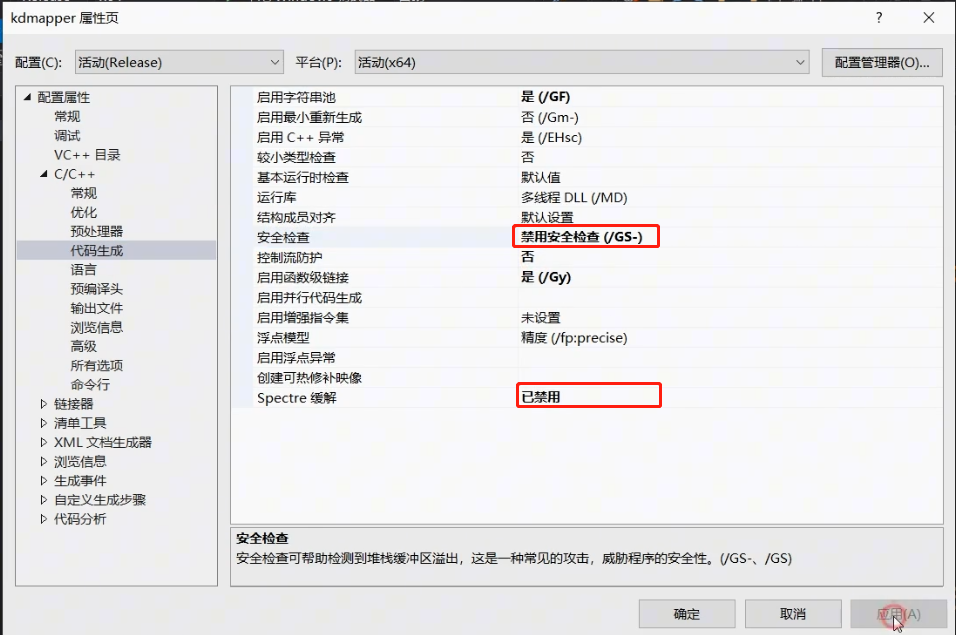 kdmapper 属性页
?
配置(C):
活动(Release)
平台(P):
活动(x64)
配置管理器(O)...
配置属性
常规
调试
VC++ 目录
C/C++
常规
优化
预处理器
代码生成
语言
预编译头
输出文件
浏览信息
高级
所有选项
命令行
链接器
清单工具
XML 文档生成器
浏览信息
生成事件
自定义生成步骤
代码分析
启用字符串池 是 (/GF)
启用最小重新生成 否 (/Gm-)
启用 C++ 异常 是 (/EHsc)
较小类型检查 否
基本运行时检查 默认值
运行库 多线程 DLL (/MD)
结构成员对齐 默认设置
安全检查 禁用安全检查 (/GS-)
控制流防护 否
启用函数级链接 是 (/Gy)
启用并行代码生成
启用增强指令集 未设置
浮点模型 精度 (/fp:precise)
启用浮点异常
创建可热修补映像
Spectre 缓解 已禁用
安全检查
安全检查可帮助检测到堆栈缓冲区溢出，这是一种常见的攻击，威胁程序的安全性。(/GS-、/GS)
确定
取消
应用(A)